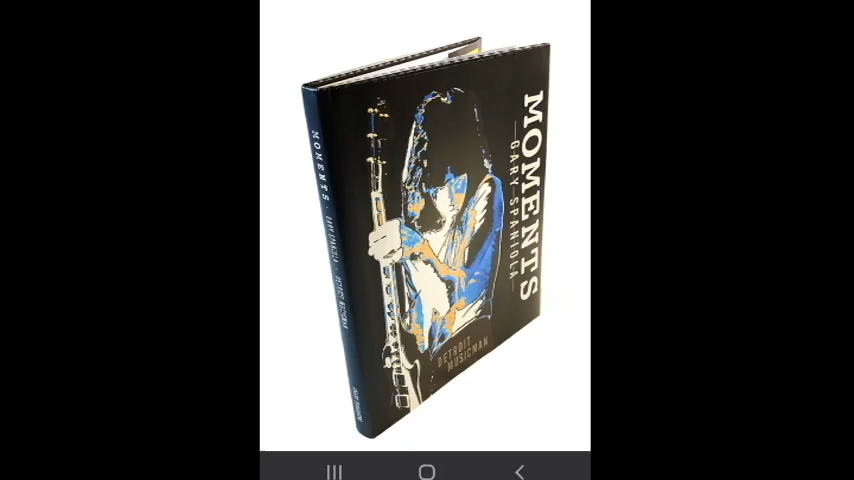 MOMENTS
GARY SPANIOLA
DETROIT
MUSICMAN
MOMENTS · GARY SPANIOLA · DETROIT MUSICMAN